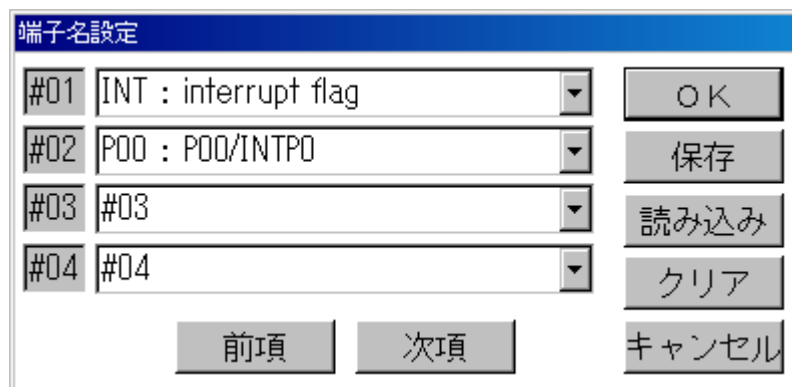 端子名設定
#01 INT : interrupt flag
OK
#02 P00 : P00/INTP0
保存
#03 #03
読み込み
#04 #04
クリア
前項 次項
キャンセル